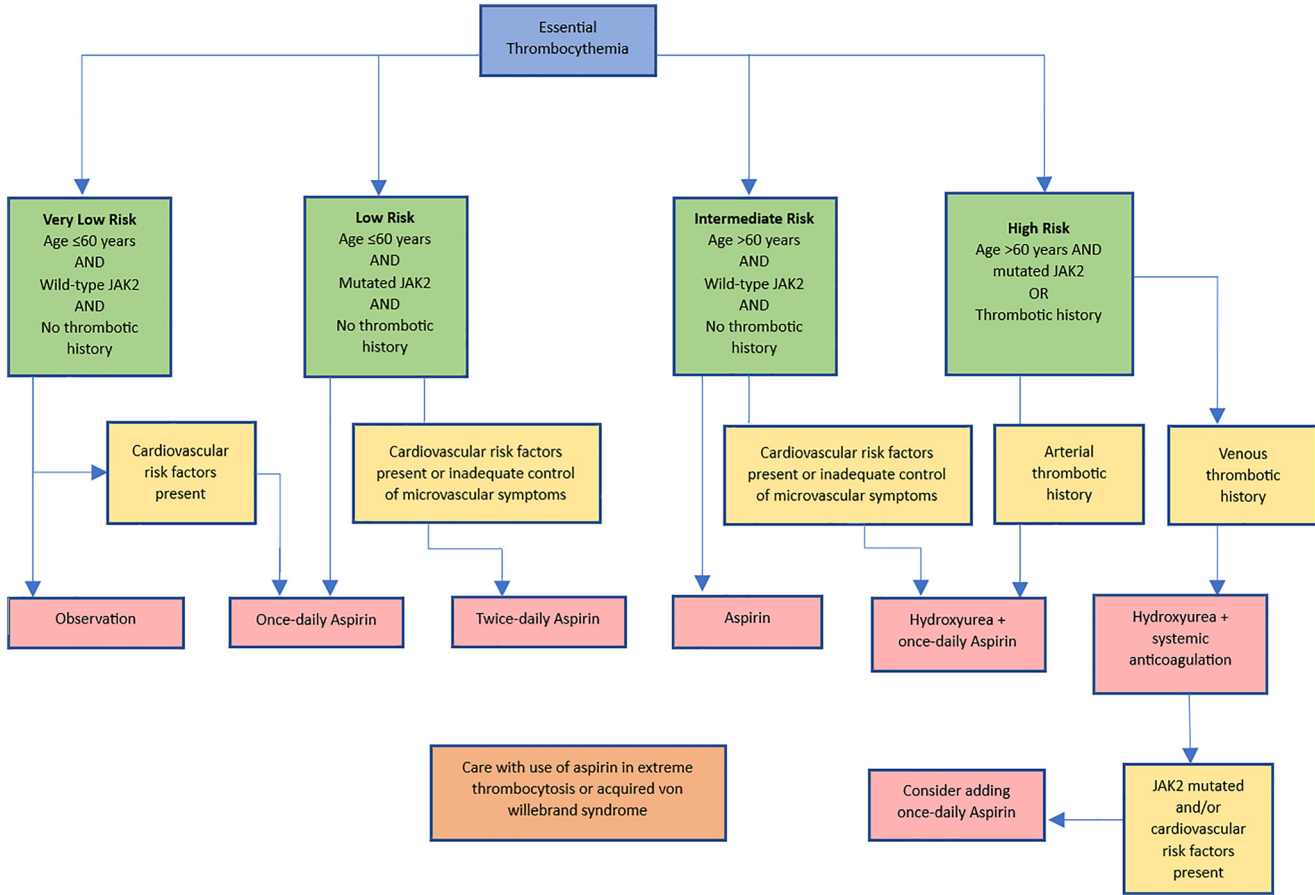 Essential
Thrombocythemia
Very Low Risk
Age ≤60 years
AND
Wild-type JAK2
AND
No thrombotic
history
Low Risk
Age ≤60 years
AND
Mutated JAK2
AND
No thrombotic
history
Intermediate Risk
Age >60 years
AND
Wild-type JAK2
AND
No thrombotic
history
High Risk
Age >60 years AND
mutated JAK2
OR
Thrombotic history
Cardiovascular
risk factors
present
Cardiovascular risk factors
present or inadequate control
of microvascular symptoms
Cardiovascular risk factors
present or inadequate control
of microvascular symptoms
Arterial
thrombotic
history
Venous
thrombotic
history
Observation
Once-daily Aspirin
Twice-daily Aspirin
Aspirin
Hydroxyurea +
once-daily Aspirin
Hydroxyurea +
systemic
anticoagulation
Care with use of aspirin in extreme
thrombocytosis or acquired von
willebrand syndrome
Consider adding
once-daily Aspirin
JAK2 mutated
and/or
cardiovascular
risk factors
present